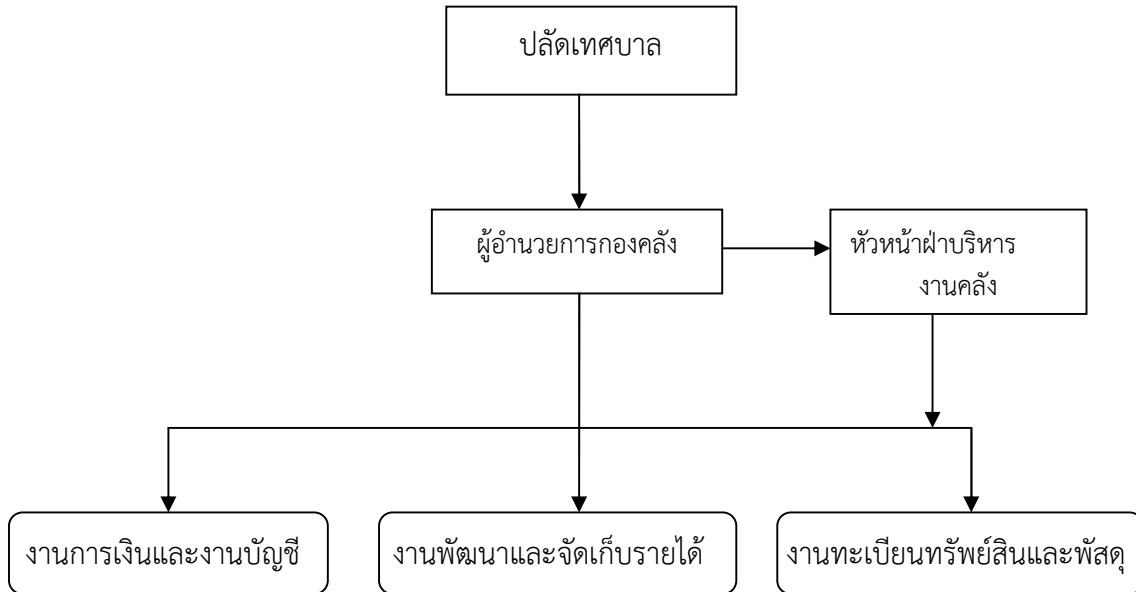 ปลัดเทศบาล
ผู้อำนวยการกองคลัง
หัวหน้าฝ่าบริหาร
งานคลัง
งานการเงินและงานบัญชี
งานพัฒนาและจัดเก็บรายได้
งานทะเบียนทรัพย์สินและพัสดุ